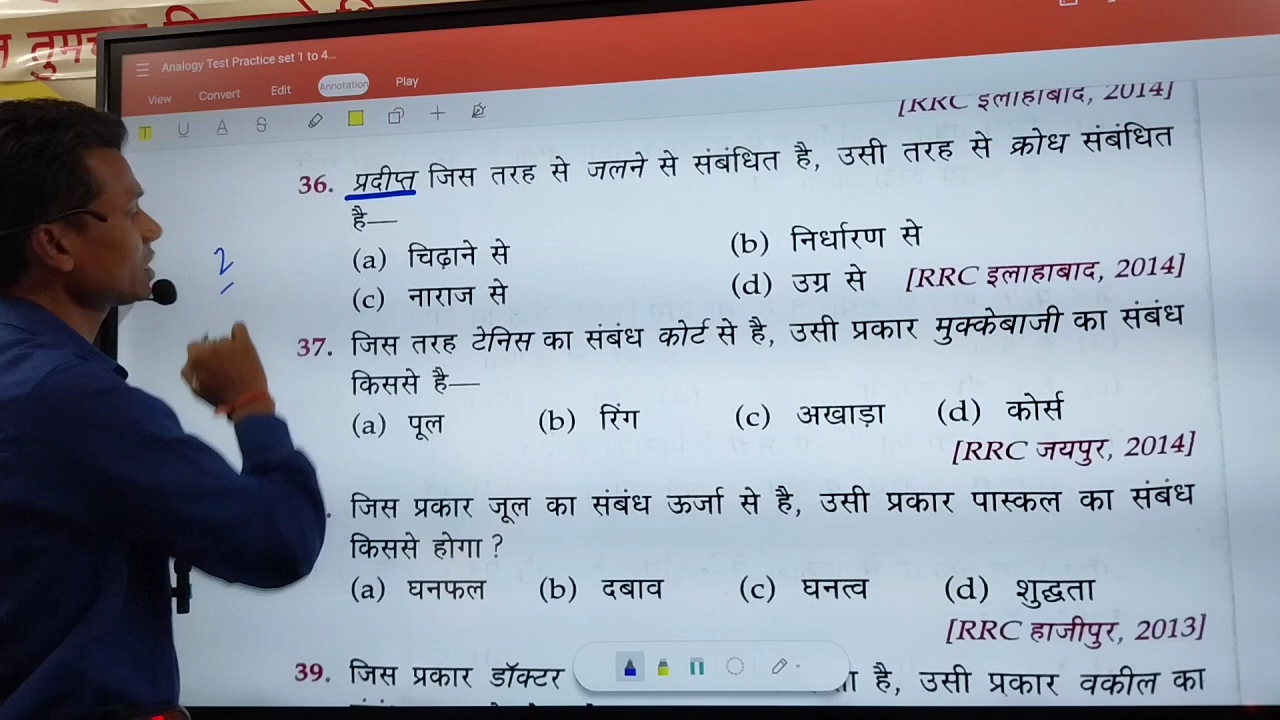 तुम
Analogy Test Practice set 1 to 4...
View Convert Edit Annotation Play
[RRC इलाहाबाद, 2014]
36. प्रदीप्त जिस तरह से जलने से संबंधित है, उसी तरह से क्रोध संबंधित
है—
(a) चिढ़ाने से (b) निर्धारण से
(c) नाराज से (d) उग्र से [RRC इलाहाबाद, 2014]
2
37. जिस तरह टेनिस का संबंध कोर्ट से है, उसी प्रकार मुक्केबाजी का संबंध
किससे है—
(a) पूल (b) रिंग (c) अखाड़ा (d) कोर्स
[RRC जयपुर, 2014]
. जिस प्रकार जूल का संबंध ऊर्जा से है, उसी प्रकार पास्कल का संबंध
किससे होगा ?
(a) घनफल (b) दबाव (c) घनत्व (d) शुद्धता
[RRC हाजीपुर, 2013]
39. जिस प्रकार डॉक्टर है, उसी प्रकार वकील का